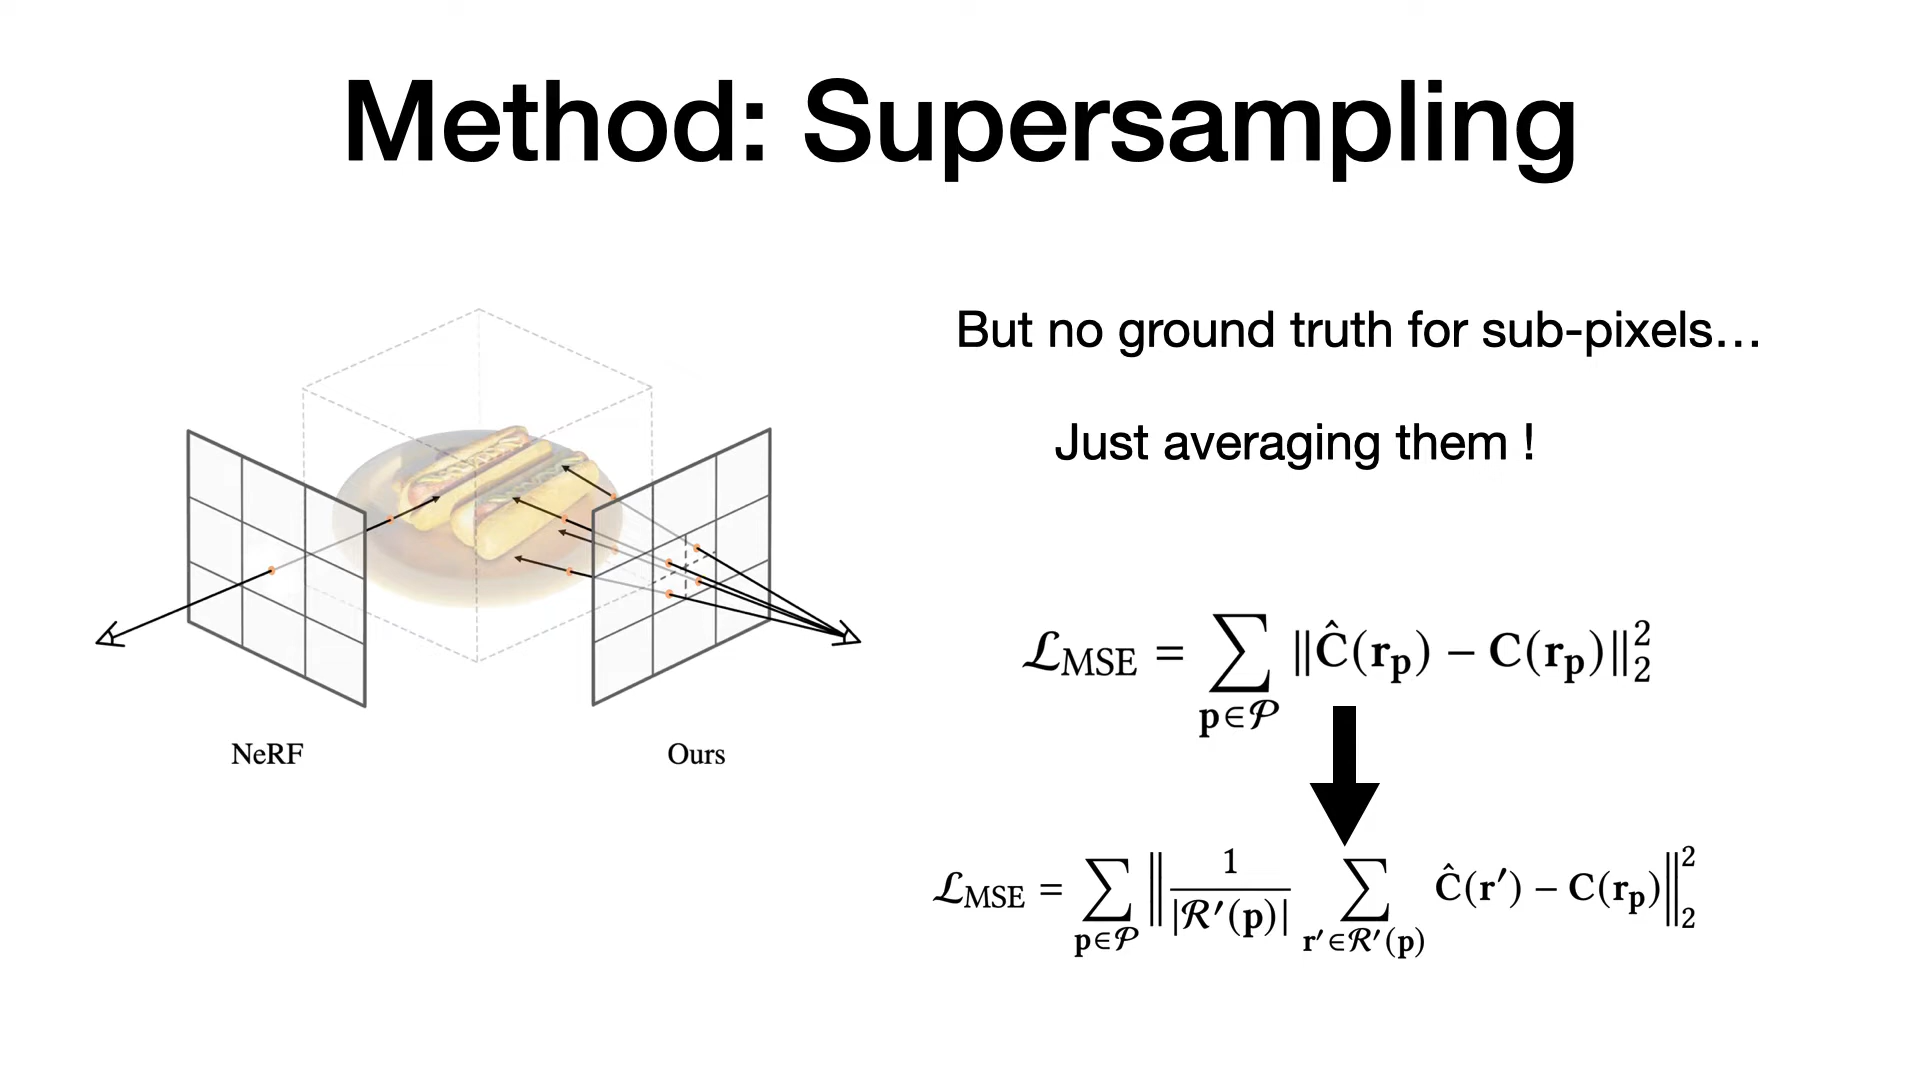 Method: Supersampling
But no ground truth for sub-pixels…
Just averaging them !
NeRF
Ours
ℒ_MSE = ∑_{p∈𝒫} ‖Ĉ(r_p) − C(r_p)‖₂²
ℒ_MSE = ∑_{p∈𝒫} ‖ 1/|ℛ′(p)| ∑_{r′∈ℛ′(p)} Ĉ(r′) − C(r_p) ‖₂²